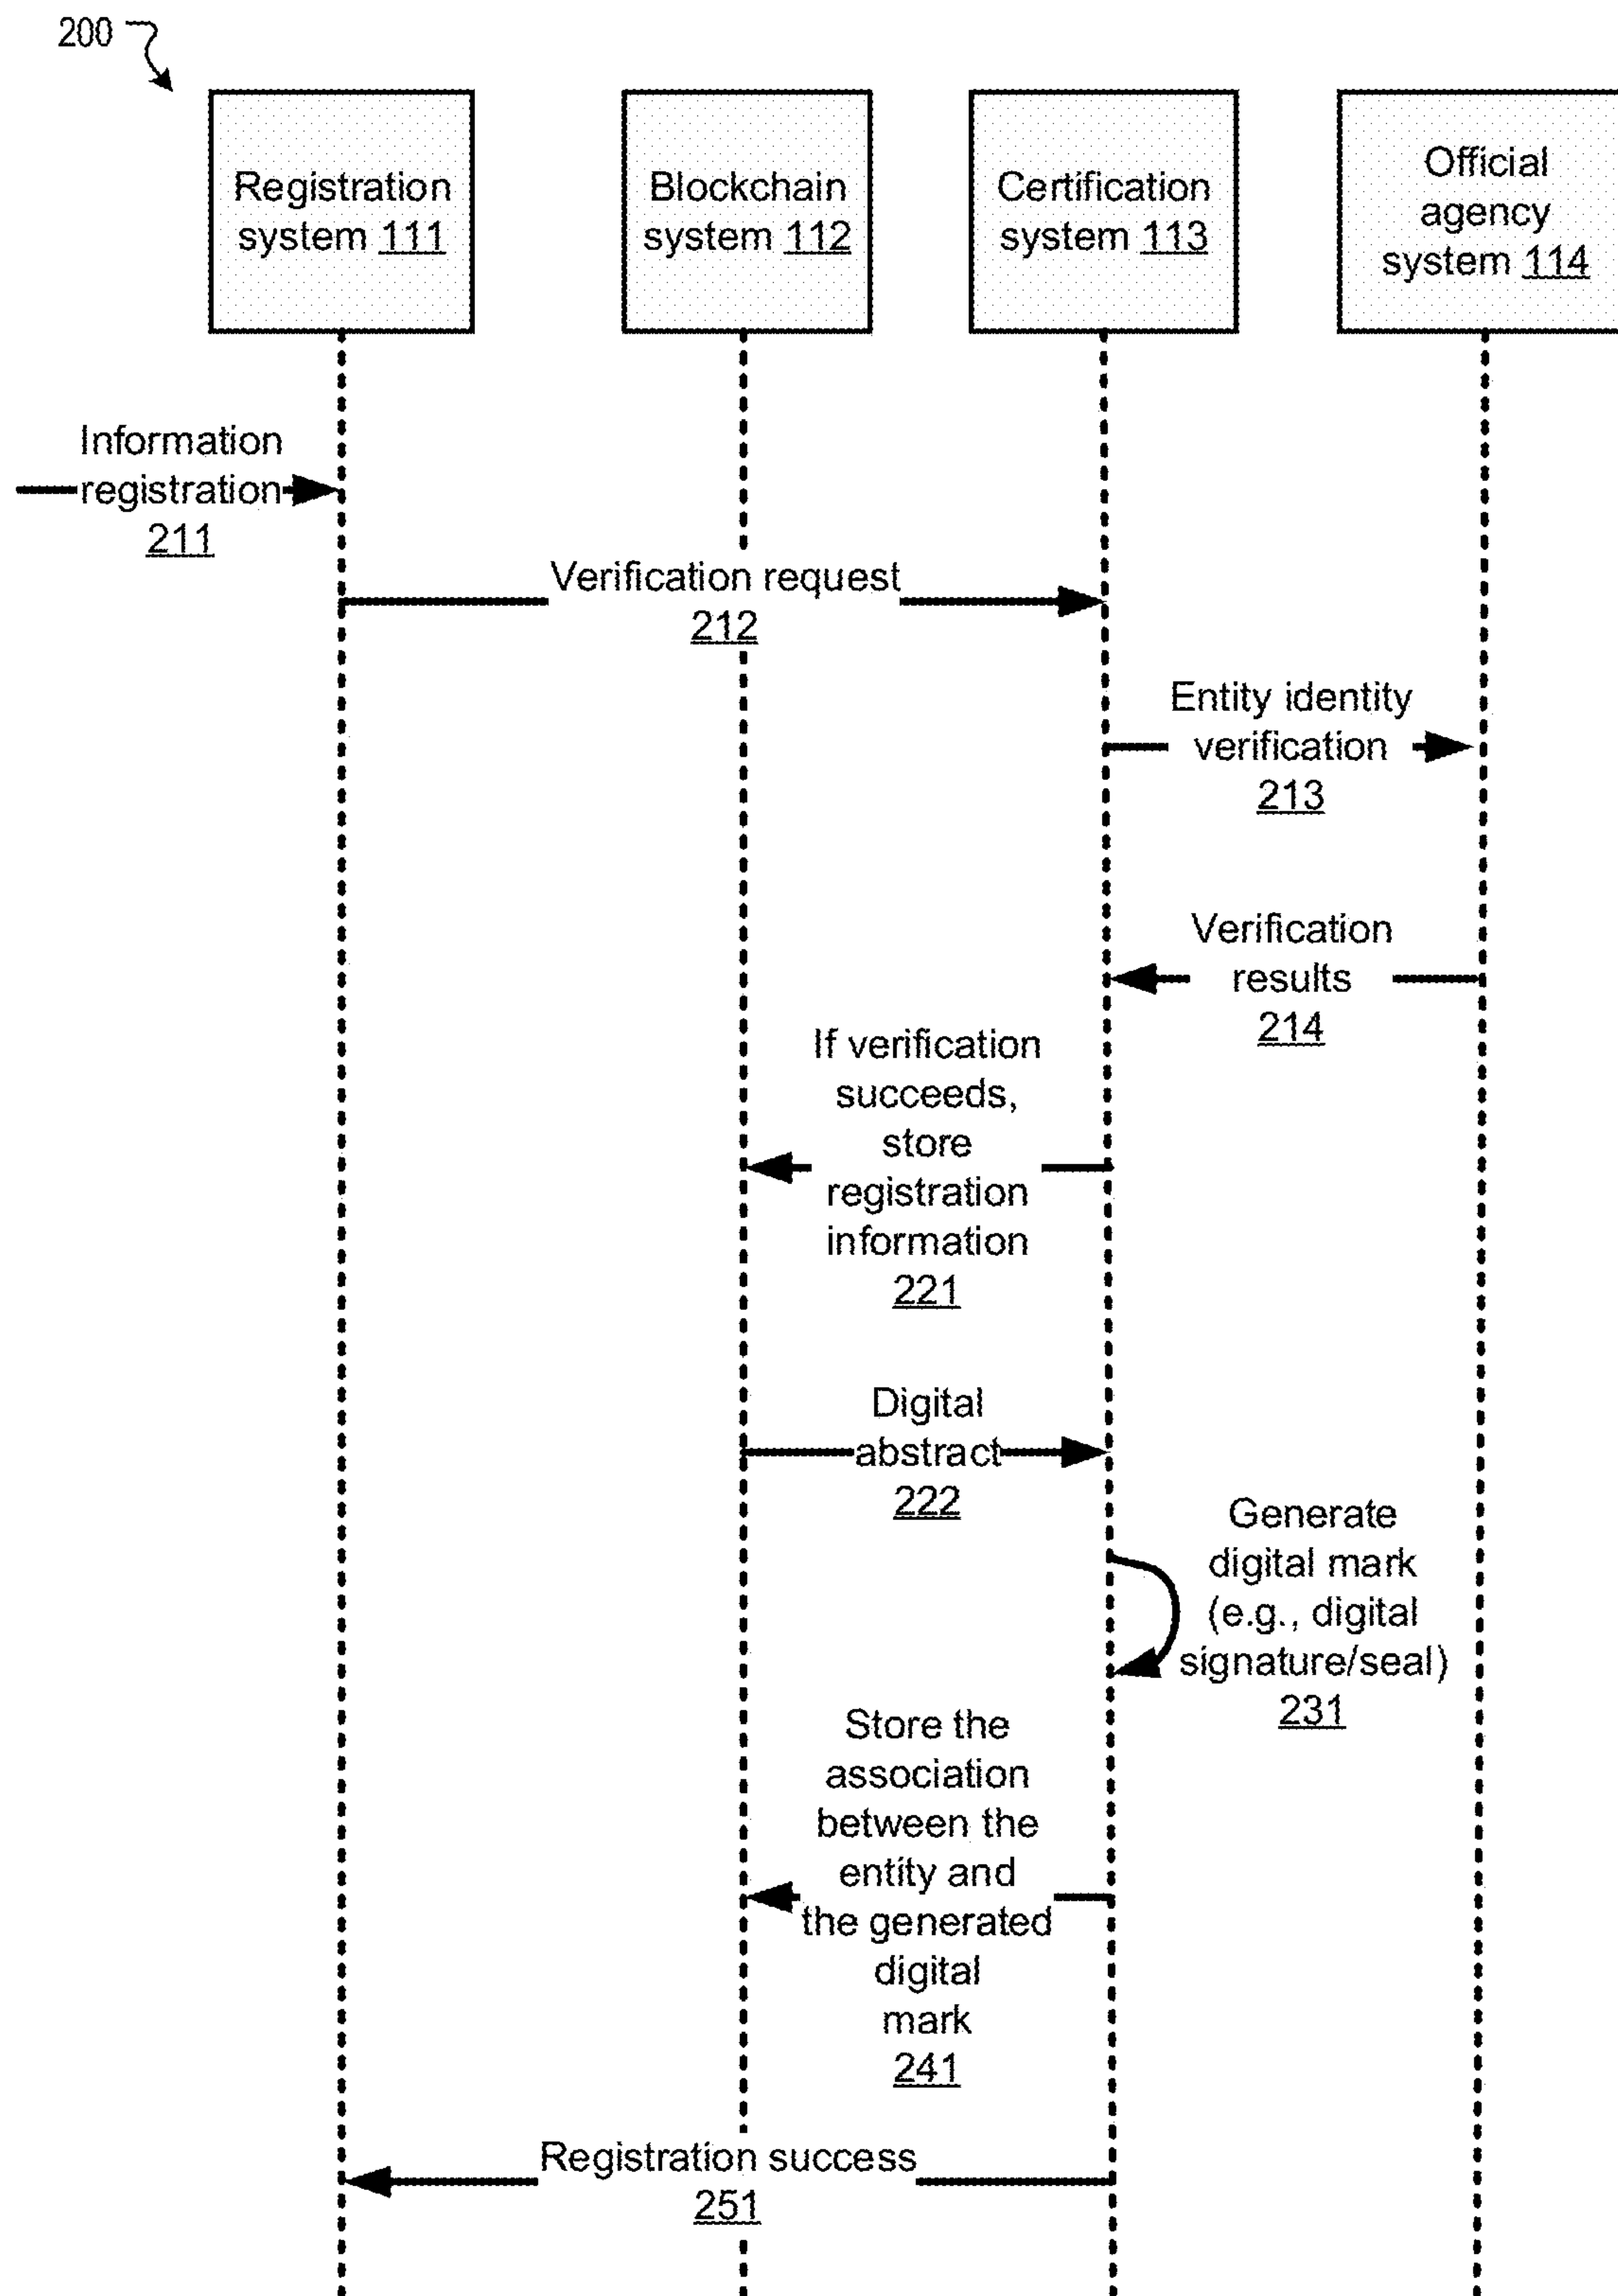 200
Registration
system 111
Blockchain
system 112
Certification
system 113
Official
agency
system 114
Information
registration
211
Verification request
212
Entity identity
verification
213
Verification
results
214
If verification
succeeds,
store
registration
information
221
Digital
abstract
222
Generate
digital mark
(e.g., digital
signature/seal)
231
Store the
association
between the
entity and
the generated
digital
mark
241
Registration success
251